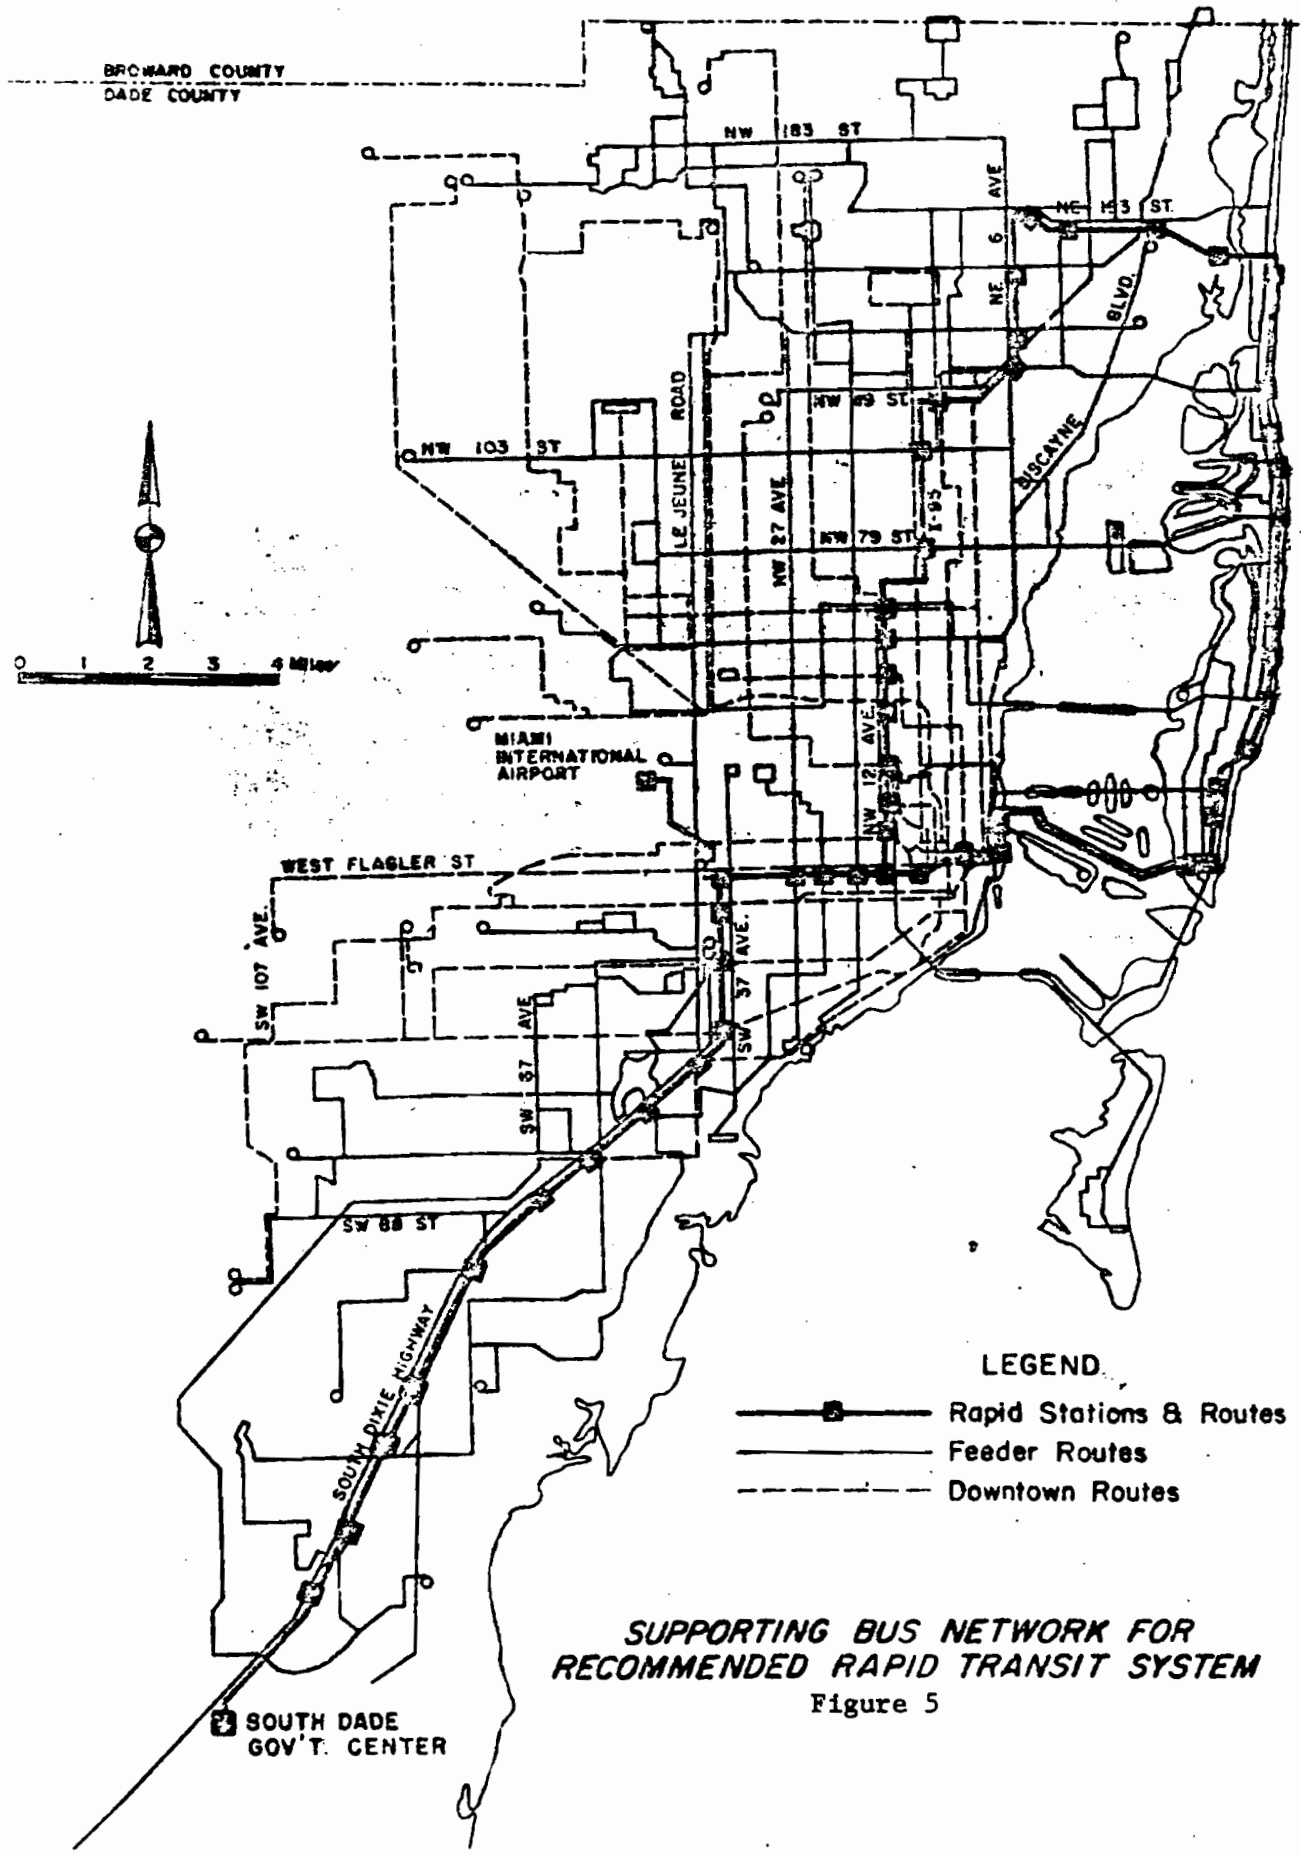 BROWARD COUNTY
DADE COUNTY
NW 183 ST
NE 6 AVE
NE 163 ST.
BISCAYNE BLVD.
LE JEUNE ROAD
NW 103 ST
I-95
NW 27 AVE
NW 79 ST
0 1 2 3 4 Miles
MIAMI
INTERNATIONAL
AIRPORT
NW 12 AVE.
WEST FLAGLER ST
SW 107 AVE.
SW 37 AVE.
SW 67 AVE
SW 88 ST
SOUTH DIXIE HIGHWAY
LEGEND
Rapid Stations & Routes
Feeder Routes
Downtown Routes
SUPPORTING BUS NETWORK FOR
RECOMMENDED RAPID TRANSIT SYSTEM
Figure 5
SOUTH DADE
GOV'T. CENTER